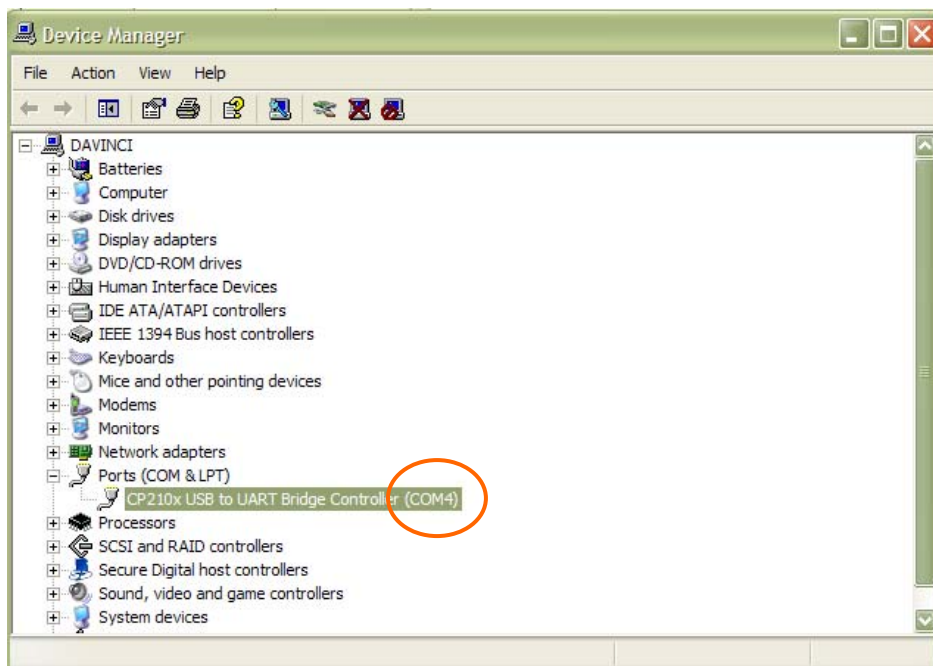 Device Manager
File Action View Help
DAVINCI
Batteries
Computer
Disk drives
Display adapters
DVD/CD-ROM drives
Human Interface Devices
IDE ATA/ATAPI controllers
IEEE 1394 Bus host controllers
Keyboards
Mice and other pointing devices
Modems
Monitors
Network adapters
Ports (COM & LPT)
CP210x USB to UART Bridge Controller (COM4)
Processors
SCSI and RAID controllers
Secure Digital host controllers
Sound, video and game controllers
System devices